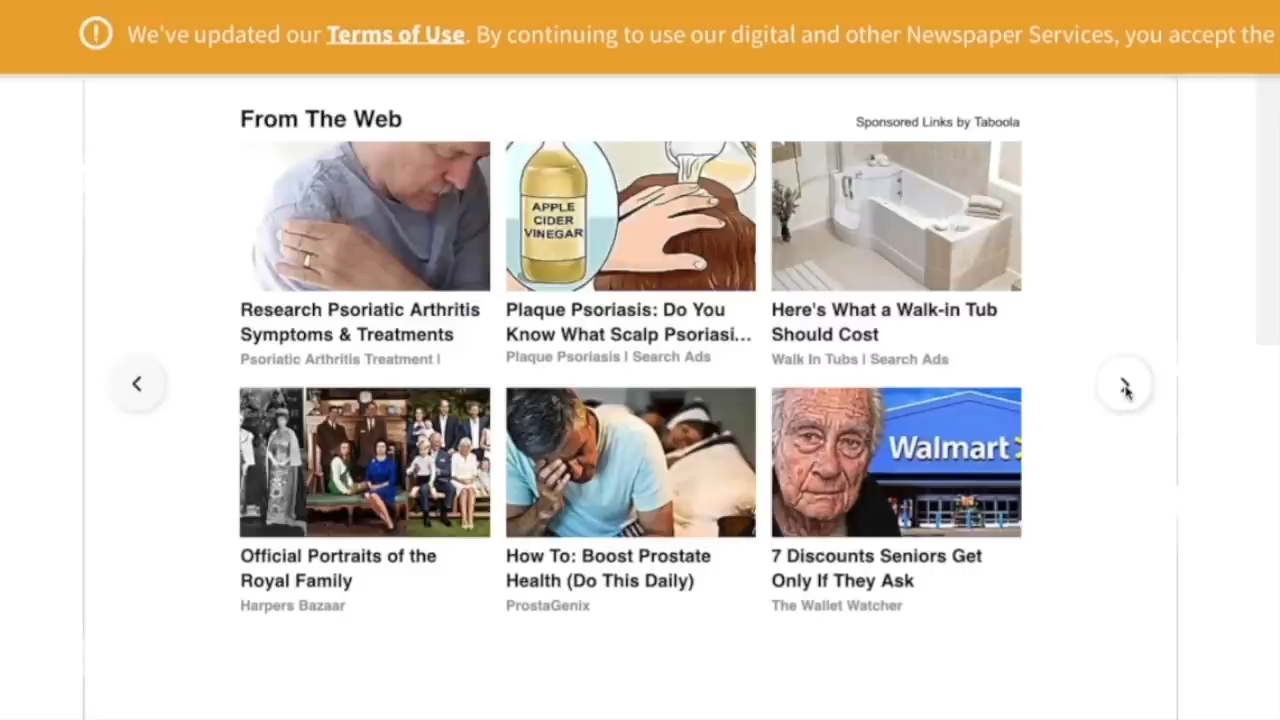 We've updated our Terms of Use. By continuing to use our digital and other Newspaper Services, you accept the
From The Web
Sponsored Links by Taboola
APPLE
CIDER
VINEGAR
Research Psoriatic Arthritis
Symptoms & Treatments
Psoriatic Arthritis Treatment |
Plaque Psoriasis: Do You
Know What Scalp Psoriasi...
Plaque Psoriasis | Search Ads
Here's What a Walk-in Tub
Should Cost
Walk In Tubs | Search Ads
Walmart
Official Portraits of the
Royal Family
Harpers Bazaar
How To: Boost Prostate
Health (Do This Daily)
ProstaGenix
7 Discounts Seniors Get
Only If They Ask
The Wallet Watcher